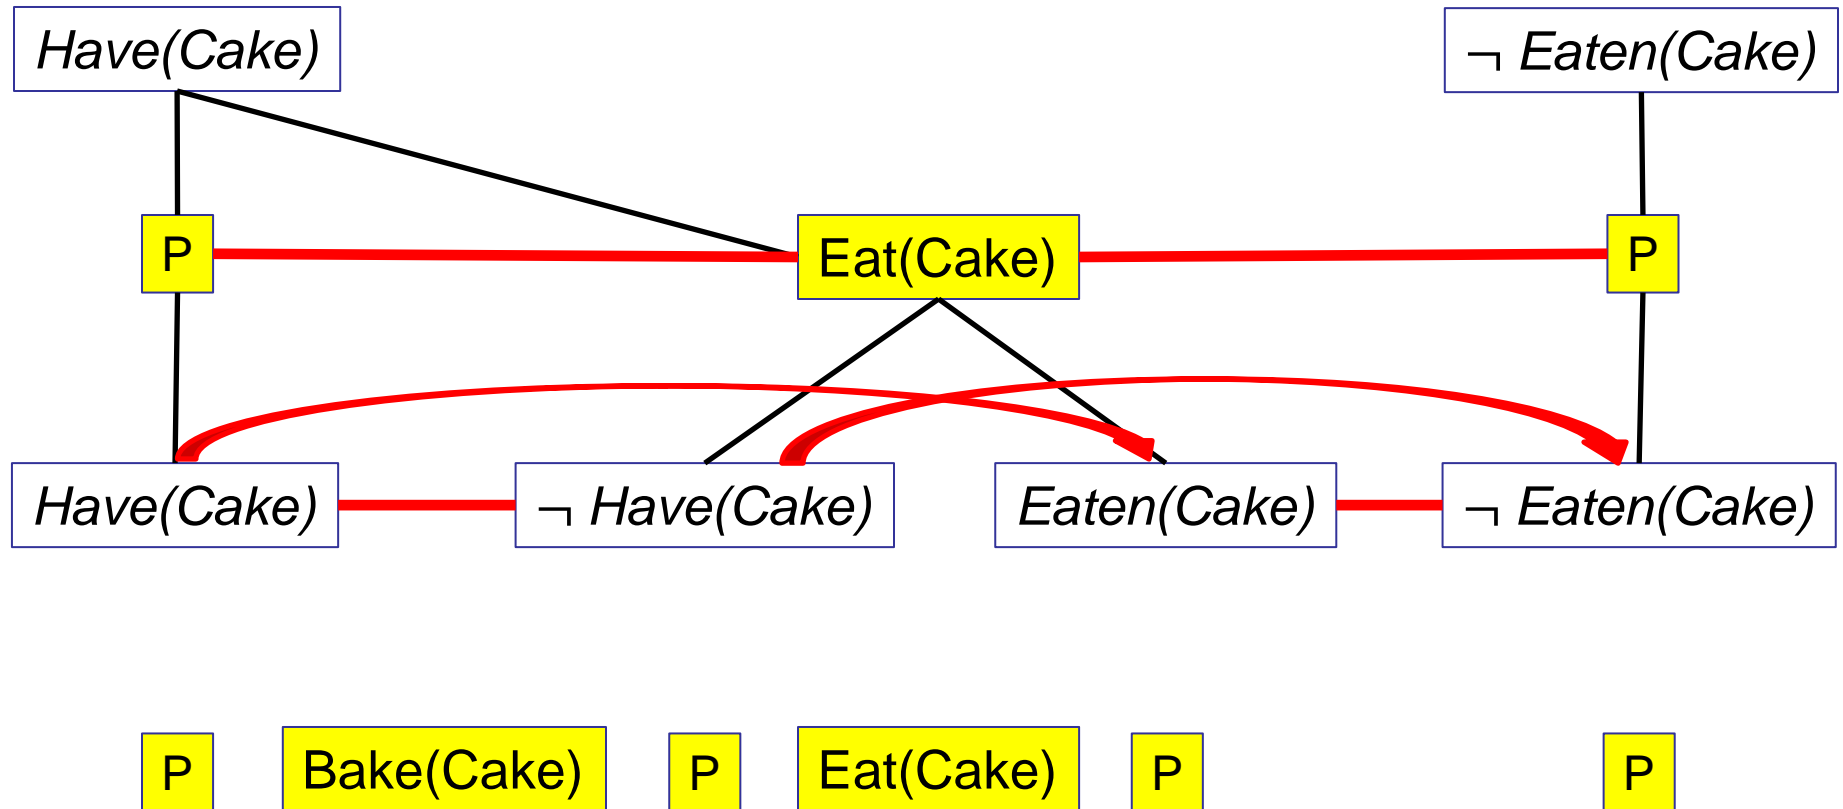 Have(Cake)
¬ Eaten(Cake)
P
Eat(Cake)
P
Have(Cake)
¬ Have(Cake)
Eaten(Cake)
¬ Eaten(Cake)
P
Bake(Cake)
P
Eat(Cake)
P
P